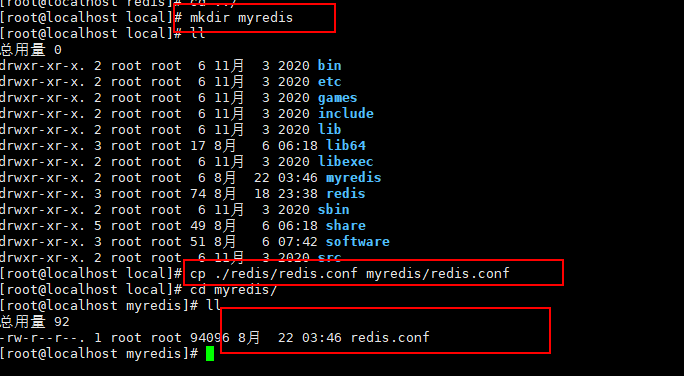 [root@localhost redis]# cd ../
[root@localhost local]# mkdir myredis
[root@localhost local]# ll
总用量 0
drwxr-xr-x. 2 root root  6 11月  3 2020 bin
drwxr-xr-x. 2 root root  6 11月  3 2020 etc
drwxr-xr-x. 2 root root  6 11月  3 2020 games
drwxr-xr-x. 2 root root  6 11月  3 2020 include
drwxr-xr-x. 2 root root  6 11月  3 2020 lib
drwxr-xr-x. 3 root root 17 8月   6 06:18 lib64
drwxr-xr-x. 2 root root  6 11月  3 2020 libexec
drwxr-xr-x. 2 root root  6 8月  22 03:46 myredis
drwxr-xr-x. 3 root root 74 8月  18 23:38 redis
drwxr-xr-x. 2 root root  6 11月  3 2020 sbin
drwxr-xr-x. 5 root root 49 8月   6 06:18 share
drwxr-xr-x. 3 root root 51 8月   6 07:42 software
drwxr-xr-x. 2 root root  6 11月  3 2020 src
[root@localhost local]# cp ./redis/redis.conf myredis/redis.conf
[root@localhost local]# cd myredis/
[root@localhost myredis]# ll
总用量 92
-rw-r--r--. 1 root root 94096 8月  22 03:46 redis.conf
[root@localhost myredis]#